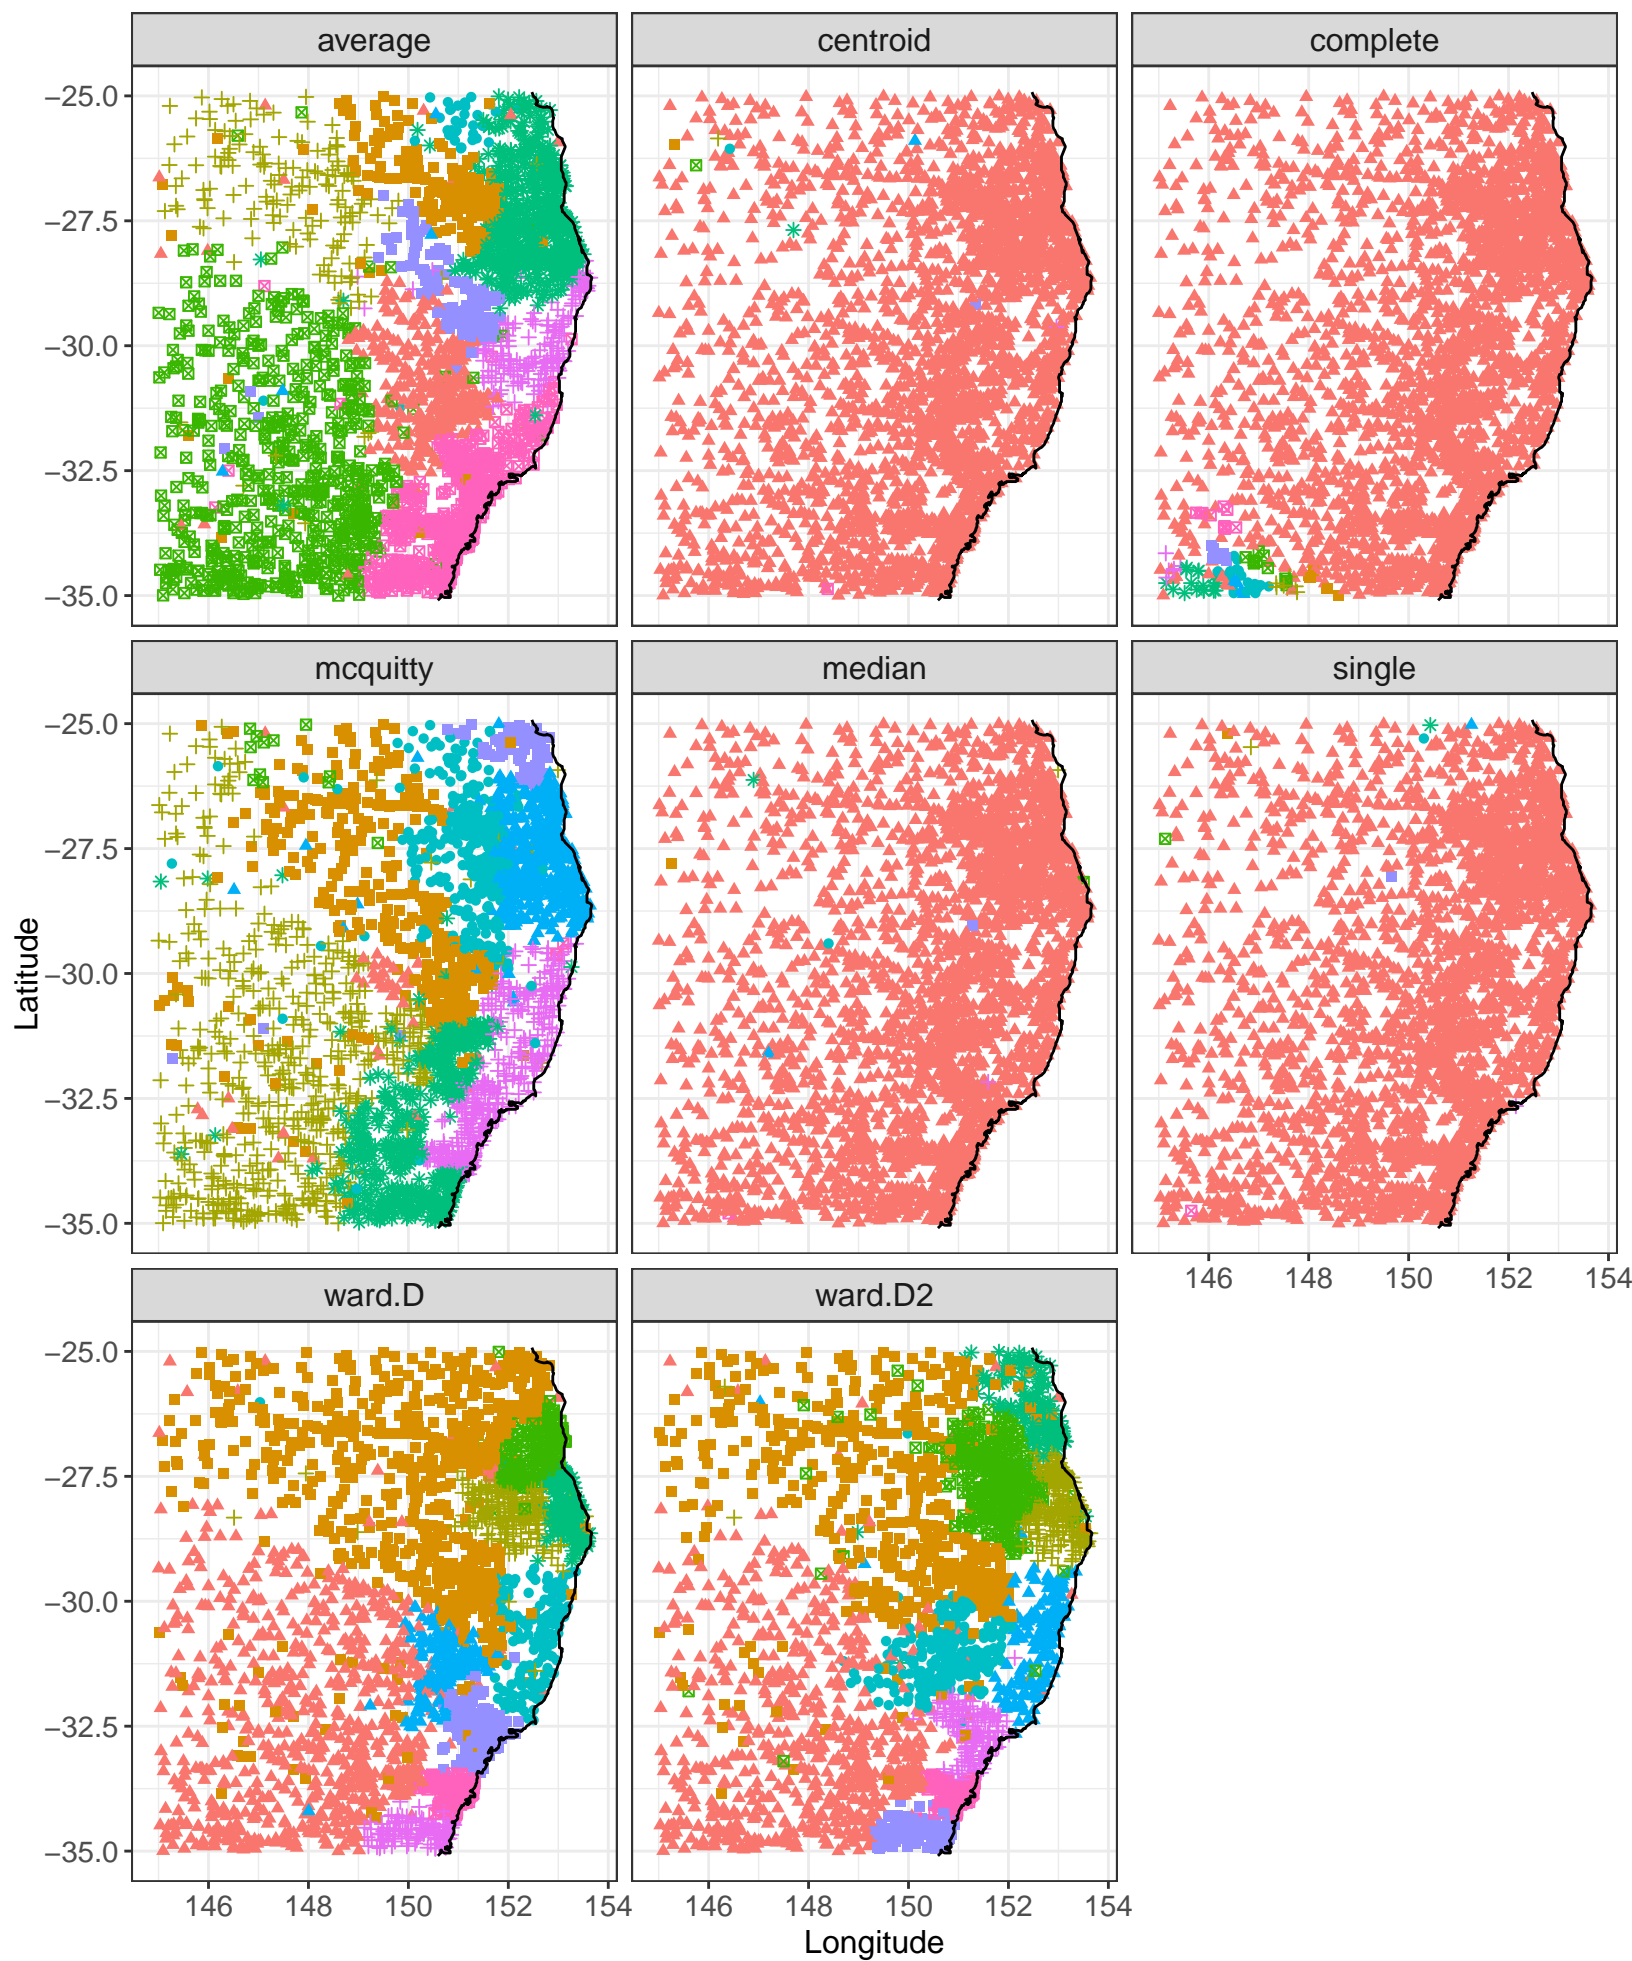 average centroid complete
−25.0
−27.5
−30.0
−32.5
−35.0
mcquitty median single
−25.0
−27.5
−30.0
−32.5
−35.0
Latitude
146 148 150 152 154
ward.D ward.D2
−25.0
−27.5
−30.0
−32.5
−35.0
146 148 150 152 154 146 148 150 152 154
Longitude